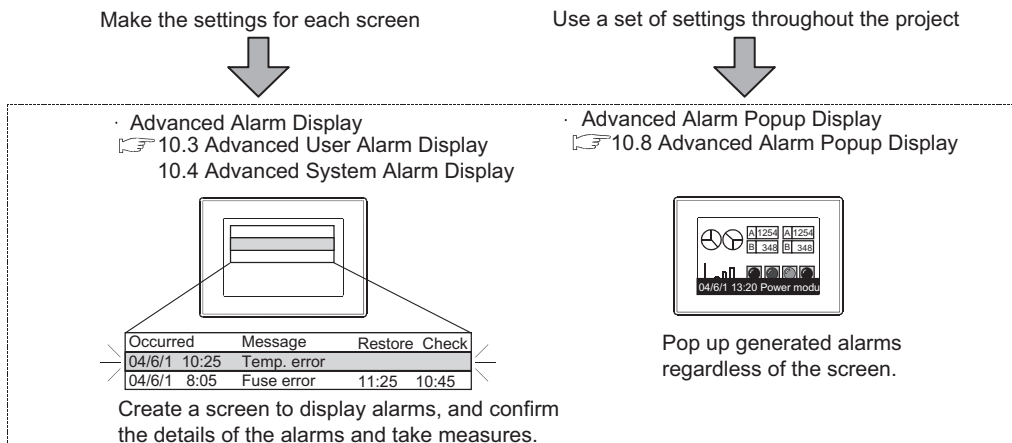 Make the settings for each screen
Use a set of settings throughout the project
· Advanced Alarm Display
10.3 Advanced User Alarm Display
10.4 Advanced System Alarm Display
· Advanced Alarm Popup Display
10.8 Advanced Alarm Popup Display
A 1254 A 1254
B 348 B 348
04/6/1 13:20 Power modu
Occurred Message Restore Check
04/6/1 10:25 Temp. error
04/6/1 8:05 Fuse error 11:25 10:45
Create a screen to display alarms, and confirm
the details of the alarms and take measures.
Pop up generated alarms
regardless of the screen.